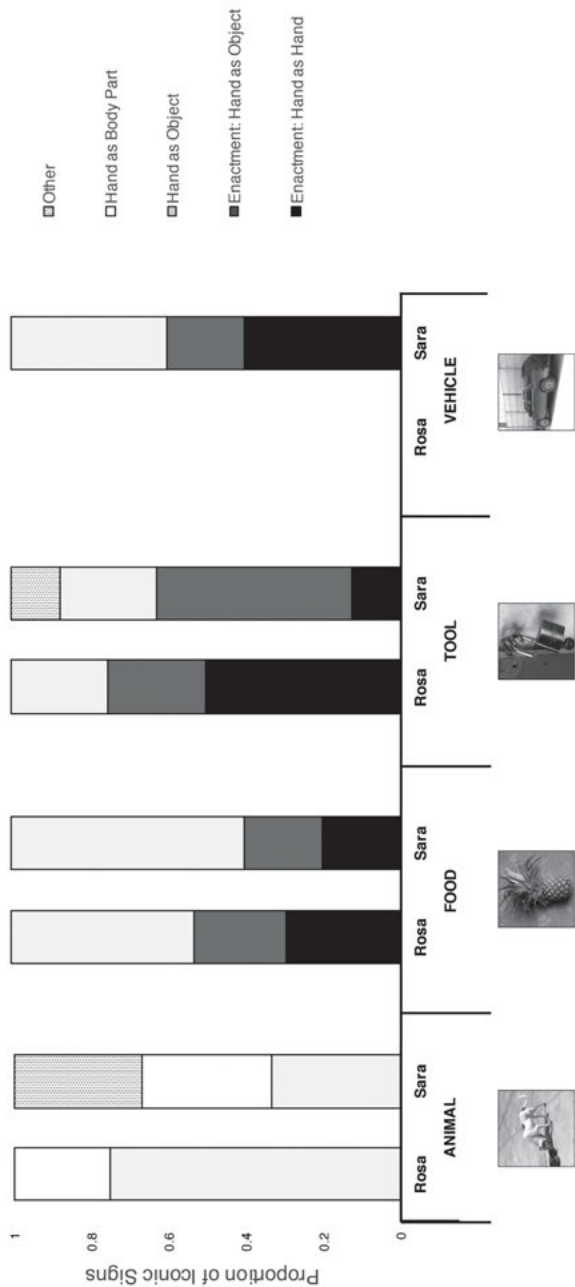 Proportion of Iconic Signs
1
0.8
0.6
0.4
0.2
0
Rosa Sara Rosa Sara Rosa Sara Rosa Sara
ANIMAL FOOD TOOL VEHICLE
Other
Hand as Body Part
Hand as Object
Enactment: Hand as Object
Enactment: Hand as Hand